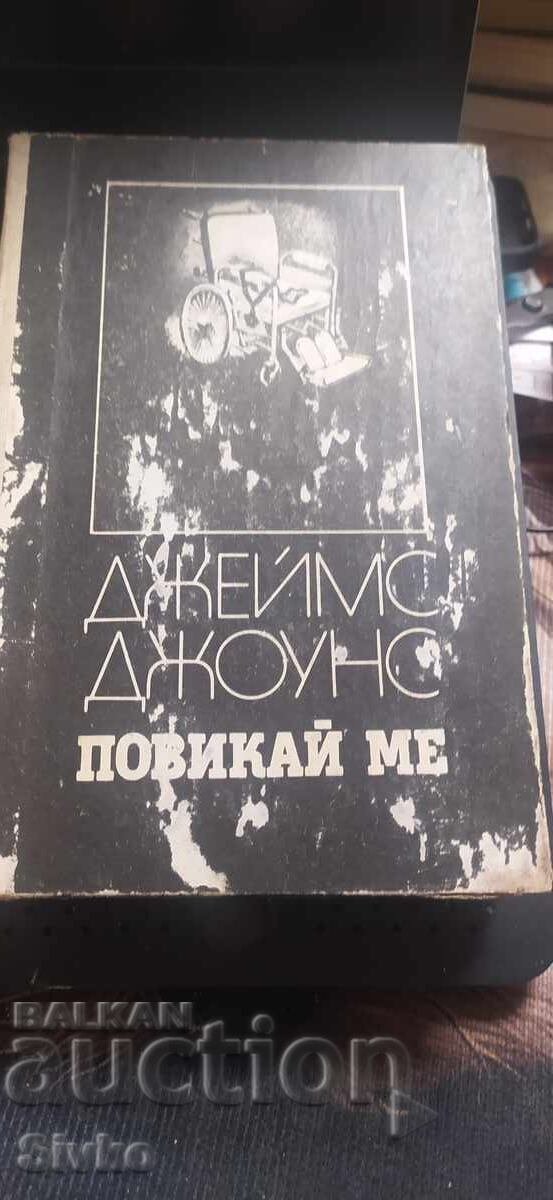 ДЖЕЙМС
ДЖОУНС
ПОВИКАЙ МЕ
BALKAN
auction
Sivko